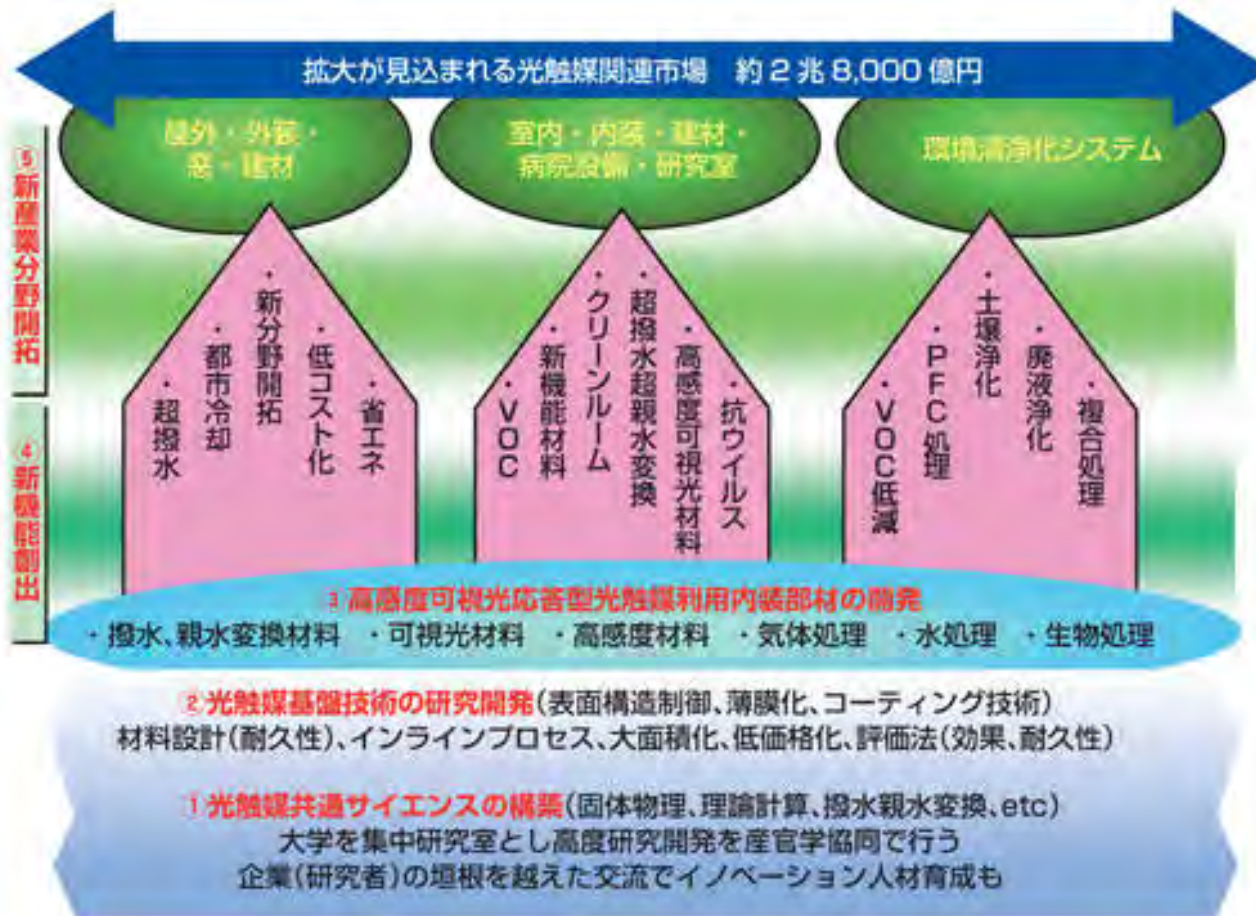 拡大が見込まれる光触媒関連市場 約2兆8,000億円
屋外・外装・
窓・建材
室内・内装・建材・
病院設備・研究室
環境清浄化システム
⑤新産業分野開拓
④新機能創出
・超撥水
・都市冷却
・新分野開拓
・低コスト化
・省エネ
・VOC
・新機能材料
・クリーンルーム
・超撥水超親水変換
・高感度可視光材料
・抗ウイルス
・VOC低減
・PFC処理
・土壌浄化
・廃液浄化
・複合処理
③高感度可視光応答型光触媒利用内装部材の開発
・撥水、親水変換材料 ・可視光材料 ・高感度材料 ・気体処理 ・水処理 ・生物処理
②光触媒基盤技術の研究開発(表面構造制御、薄膜化、コーティング技術)
材料設計(耐久性)、インラインプロセス、大面積化、低価格化、評価法(効果、耐久性)
①光触媒共通サイエンスの構築(固体物理、理論計算、撥水親水変換、etc)
大学を集中研究室とし高度研究開発を産官学協同で行う
企業(研究者)の垣根を越えた交流でイノベーション人材育成も